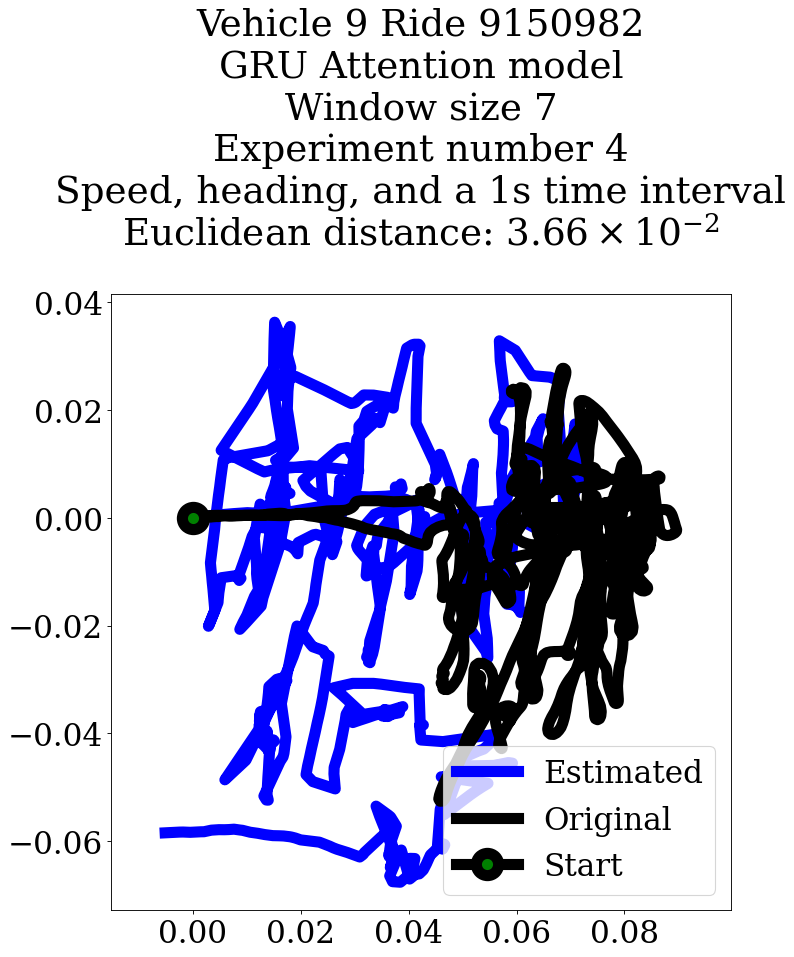 Vehicle 9 Ride 9150982
GRU Attention model
Window size 7
Experiment number 4
Speed, heading, and a 1s time interval
Euclidean distance: 3.66 × 10⁻²
0.04
0.02
0.00
−0.02
−0.04
−0.06
Estimated
Original
Start
0.00 0.02 0.04 0.06 0.08